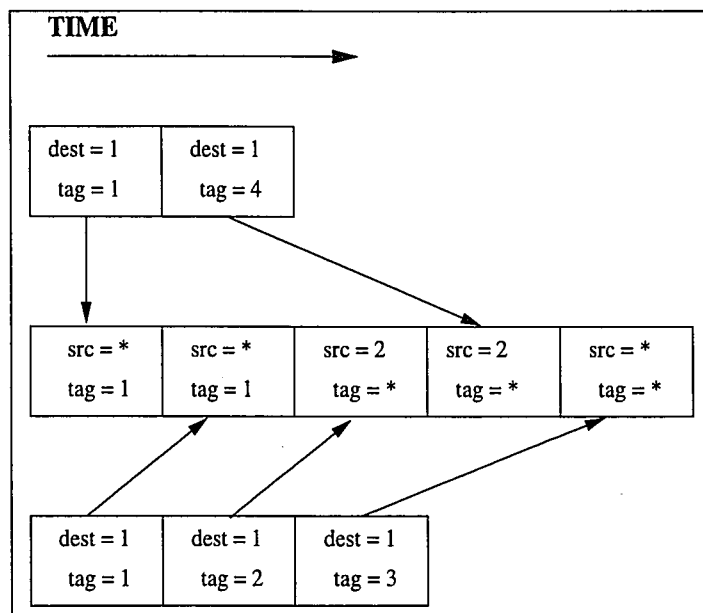 TIME
dest = 1
tag = 1
dest = 1
tag = 4
src = *
tag = 1
src = *
tag = 1
src = 2
tag = *
src = 2
tag = *
src = *
tag = *
dest = 1
tag = 1
dest = 1
tag = 2
dest = 1
tag = 3